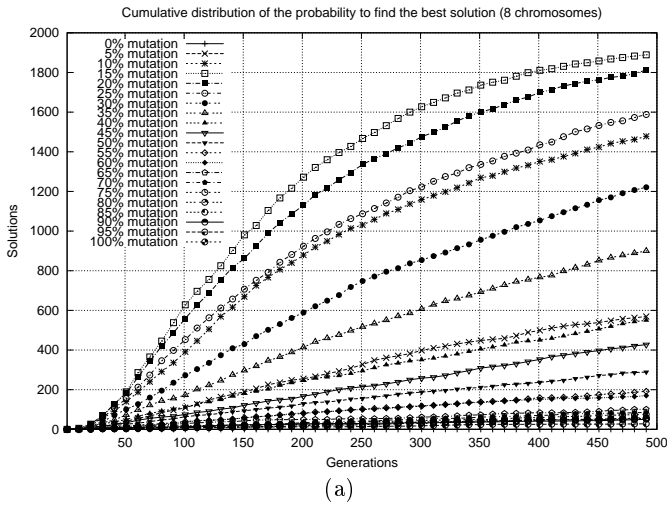 Cumulative distribution of the probability to find the best solution (8 chromosomes)
2000
1800
1600
1400
1200
1000
800
600
400
200
0
Solutions
0% mutation
5% mutation
10% mutation
15% mutation
20% mutation
25% mutation
30% mutation
35% mutation
40% mutation
45% mutation
50% mutation
55% mutation
60% mutation
65% mutation
70% mutation
75% mutation
80% mutation
85% mutation
90% mutation
95% mutation
100% mutation
50 100 150 200 250 300 350 400 450 500
Generations
(a)